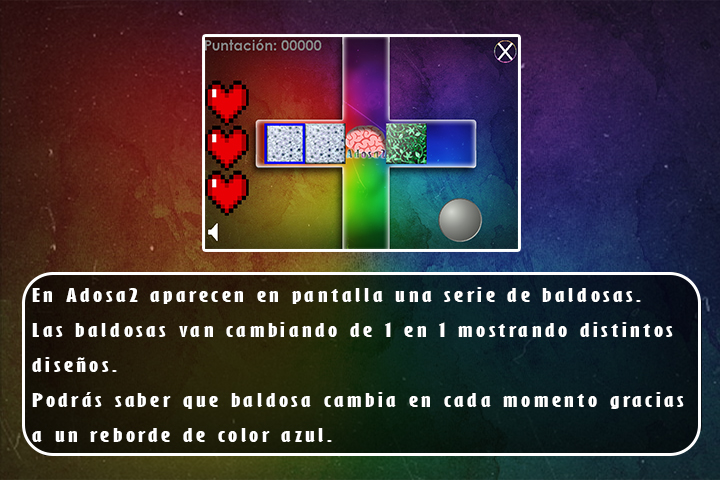 Puntación: 00000
X
En Adosa2 aparecen en pantalla una serie de baldosas.
Las baldosas van cambiando de 1 en 1 mostrando distintos
diseños.
Podrás saber que baldosa cambia en cada momento gracias
a un reborde de color azul.